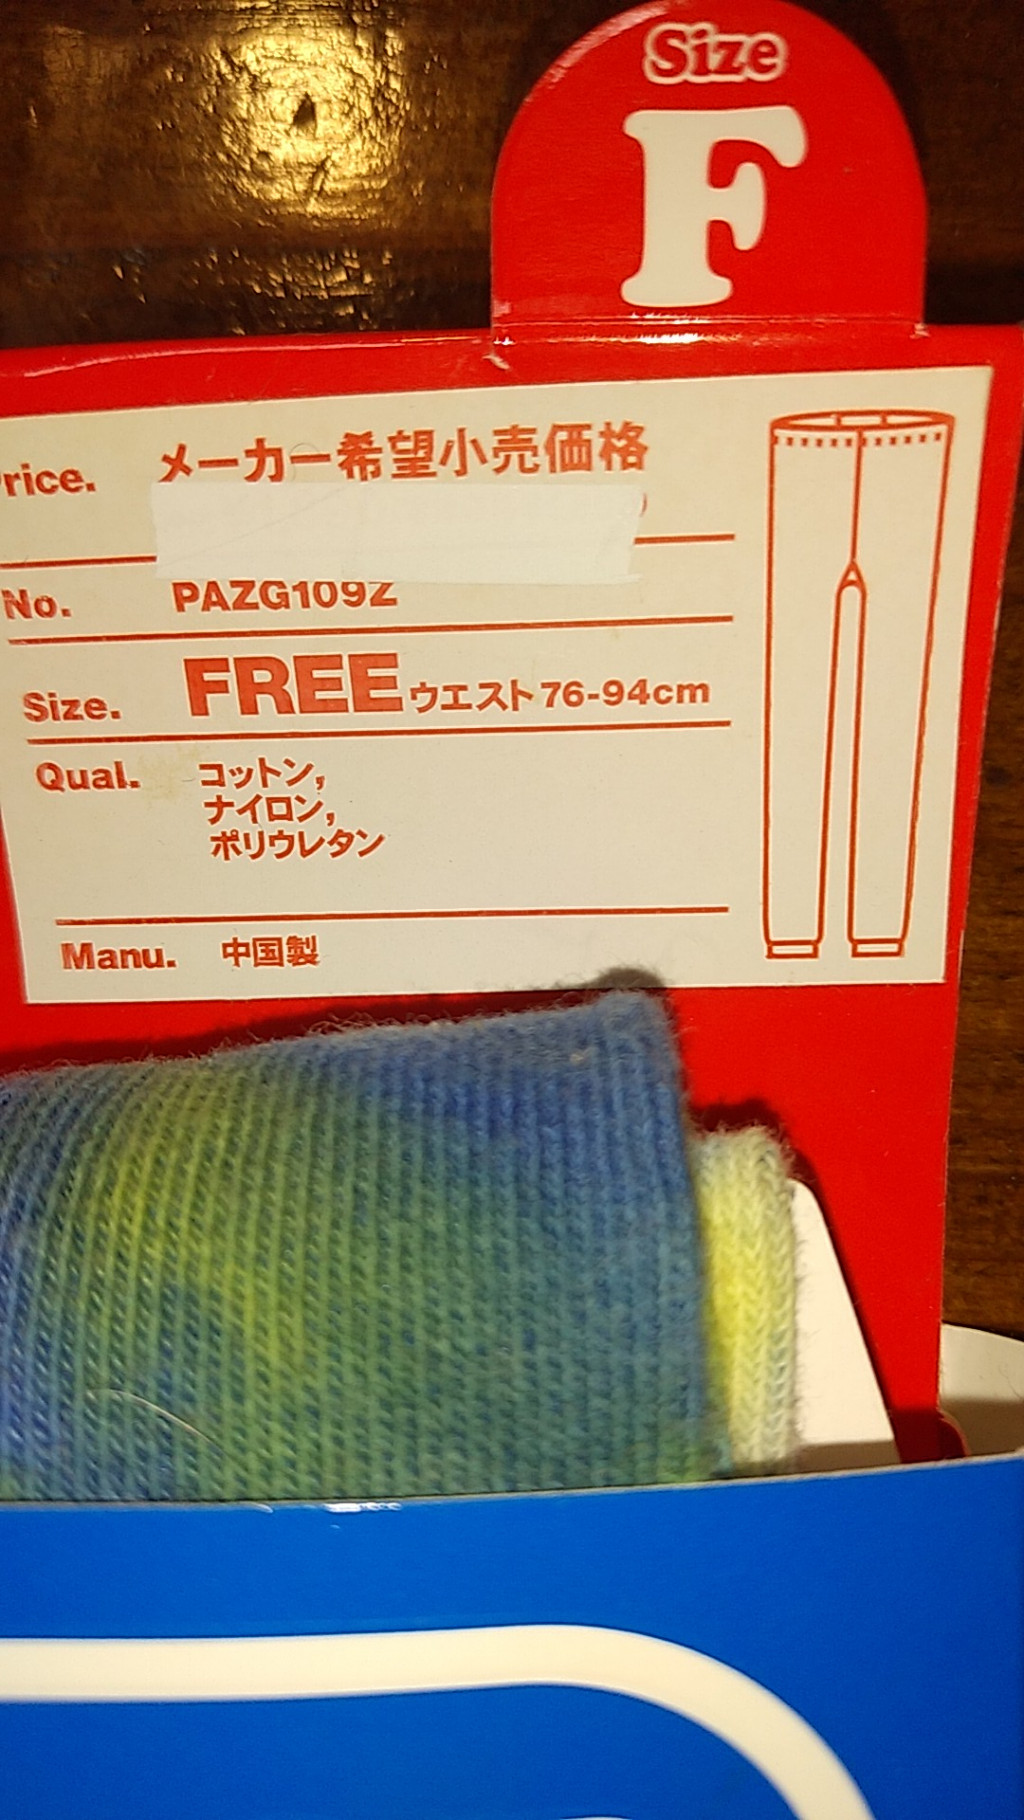 Size
F
rice. メーカー希望小売価格
)
No. PAZG109Z
Size. FREE ウエスト 76-94cm
Qual. コットン,
ナイロン,
ポリウレタン
Manu. 中国製